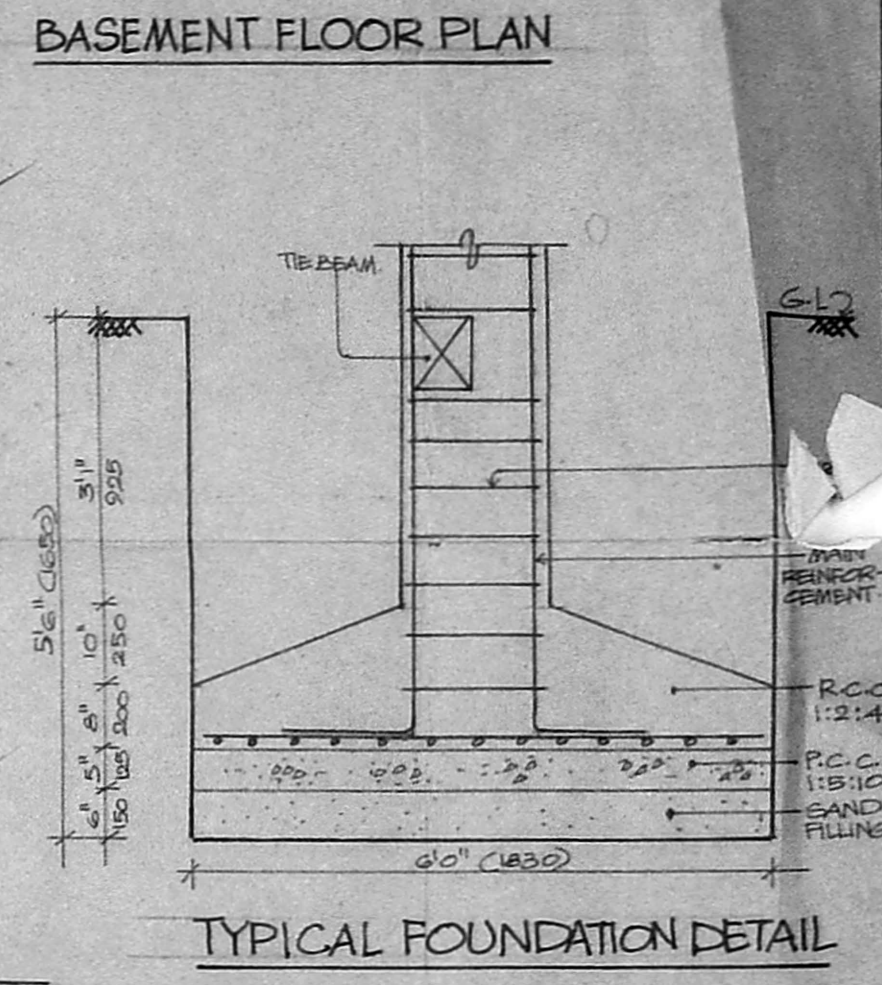 BASEMENT FLOOR PLAN
TIE BEAM.
G.L
3'1"
925
5'6" (1650)
10"
250
8"
200
5"
125
6"
150
MAIN
REINFOR-
CEMENT.
R.C.C
1:2:4
P.C.C.
1:5:10
SAND
FILLING
6'0" (1830)
TYPICAL FOUNDATION DETAIL